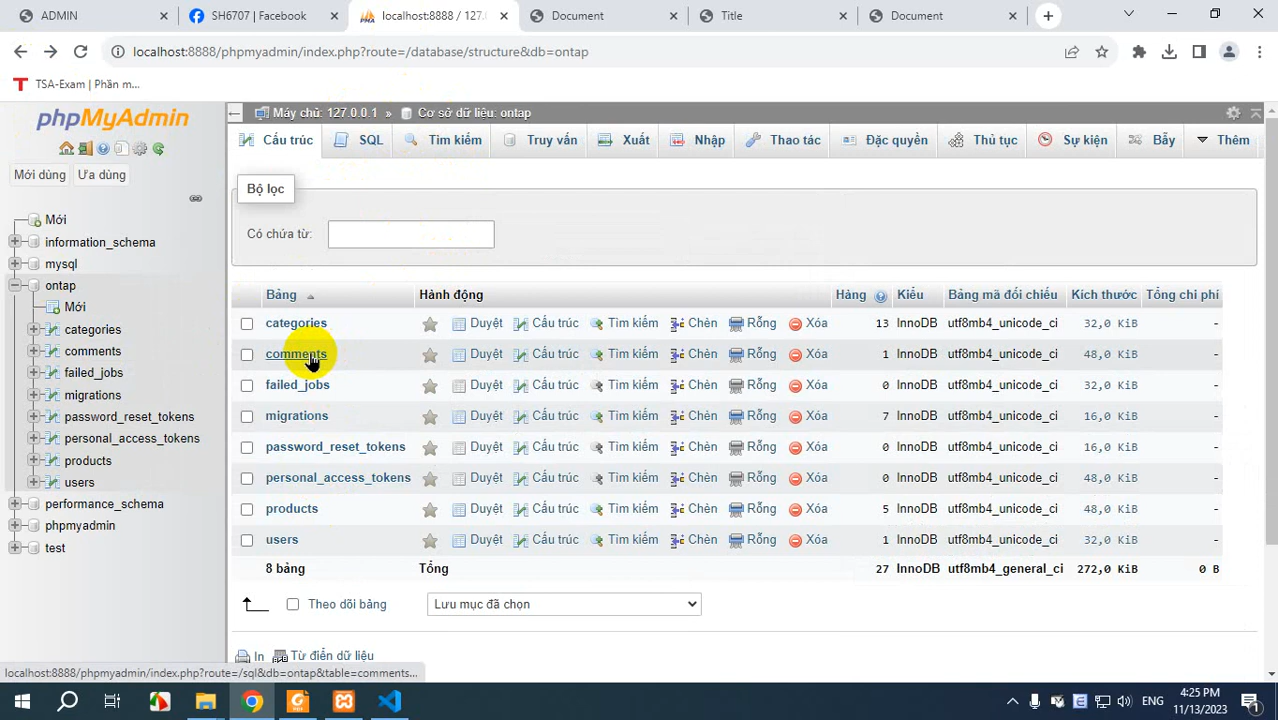 ADMIN
SH6707 | Facebook
localhost:8888 / 127.
Document
Title
Document
localhost:8888/phpmyadmin/index.php?route=/database/structure&db=ontap
TSA-Exam | Phần m...
phpMyAdmin
Mới dùng
Ưa dùng
Mới
information_schema
mysql
ontap
Mới
categories
comments
failed_jobs
migrations
password_reset_tokens
personal_access_tokens
products
users
performance_schema
phpmyadmin
test
Máy chủ: 127.0.0.1 » Cơ sở dữ liệu: ontap
Cấu trúc SQL Tìm kiếm Truy vấn Xuất Nhập Thao tác Đặc quyền Thủ tục Sự kiện Bẫy Thêm
Bộ lọc
Có chứa từ:
Bảng Hành động Hàng Kiểu Bảng mã đối chiếu Kích thước Tổng chi phí
categories Duyệt Cấu trúc Tìm kiếm Chèn Rỗng Xóa 13 InnoDB utf8mb4_unicode_ci 32,0 KiB -
comments Duyệt Cấu trúc Tìm kiếm Chèn Rỗng Xóa 1 InnoDB utf8mb4_unicode_ci 48,0 KiB -
failed_jobs Duyệt Cấu trúc Tìm kiếm Chèn Rỗng Xóa 0 InnoDB utf8mb4_unicode_ci 32,0 KiB -
migrations Duyệt Cấu trúc Tìm kiếm Chèn Rỗng Xóa 7 InnoDB utf8mb4_unicode_ci 16,0 KiB -
password_reset_tokens Duyệt Cấu trúc Tìm kiếm Chèn Rỗng Xóa 0 InnoDB utf8mb4_unicode_ci 16,0 KiB -
personal_access_tokens Duyệt Cấu trúc Tìm kiếm Chèn Rỗng Xóa 0 InnoDB utf8mb4_unicode_ci 48,0 KiB -
products Duyệt Cấu trúc Tìm kiếm Chèn Rỗng Xóa 5 InnoDB utf8mb4_unicode_ci 48,0 KiB -
users Duyệt Cấu trúc Tìm kiếm Chèn Rỗng Xóa 1 InnoDB utf8mb4_unicode_ci 32,0 KiB -
8 bảng Tổng 27 InnoDB utf8mb4_general_ci 272,0 KiB 0 B
Theo dõi bảng
Lưu mục đã chọn
In Từ điển dữ liệu
localhost:8888/phpmyadmin/index.php?route=/sql&db=ontap&table=comments...
ENG
4:25 PM
11/13/2023